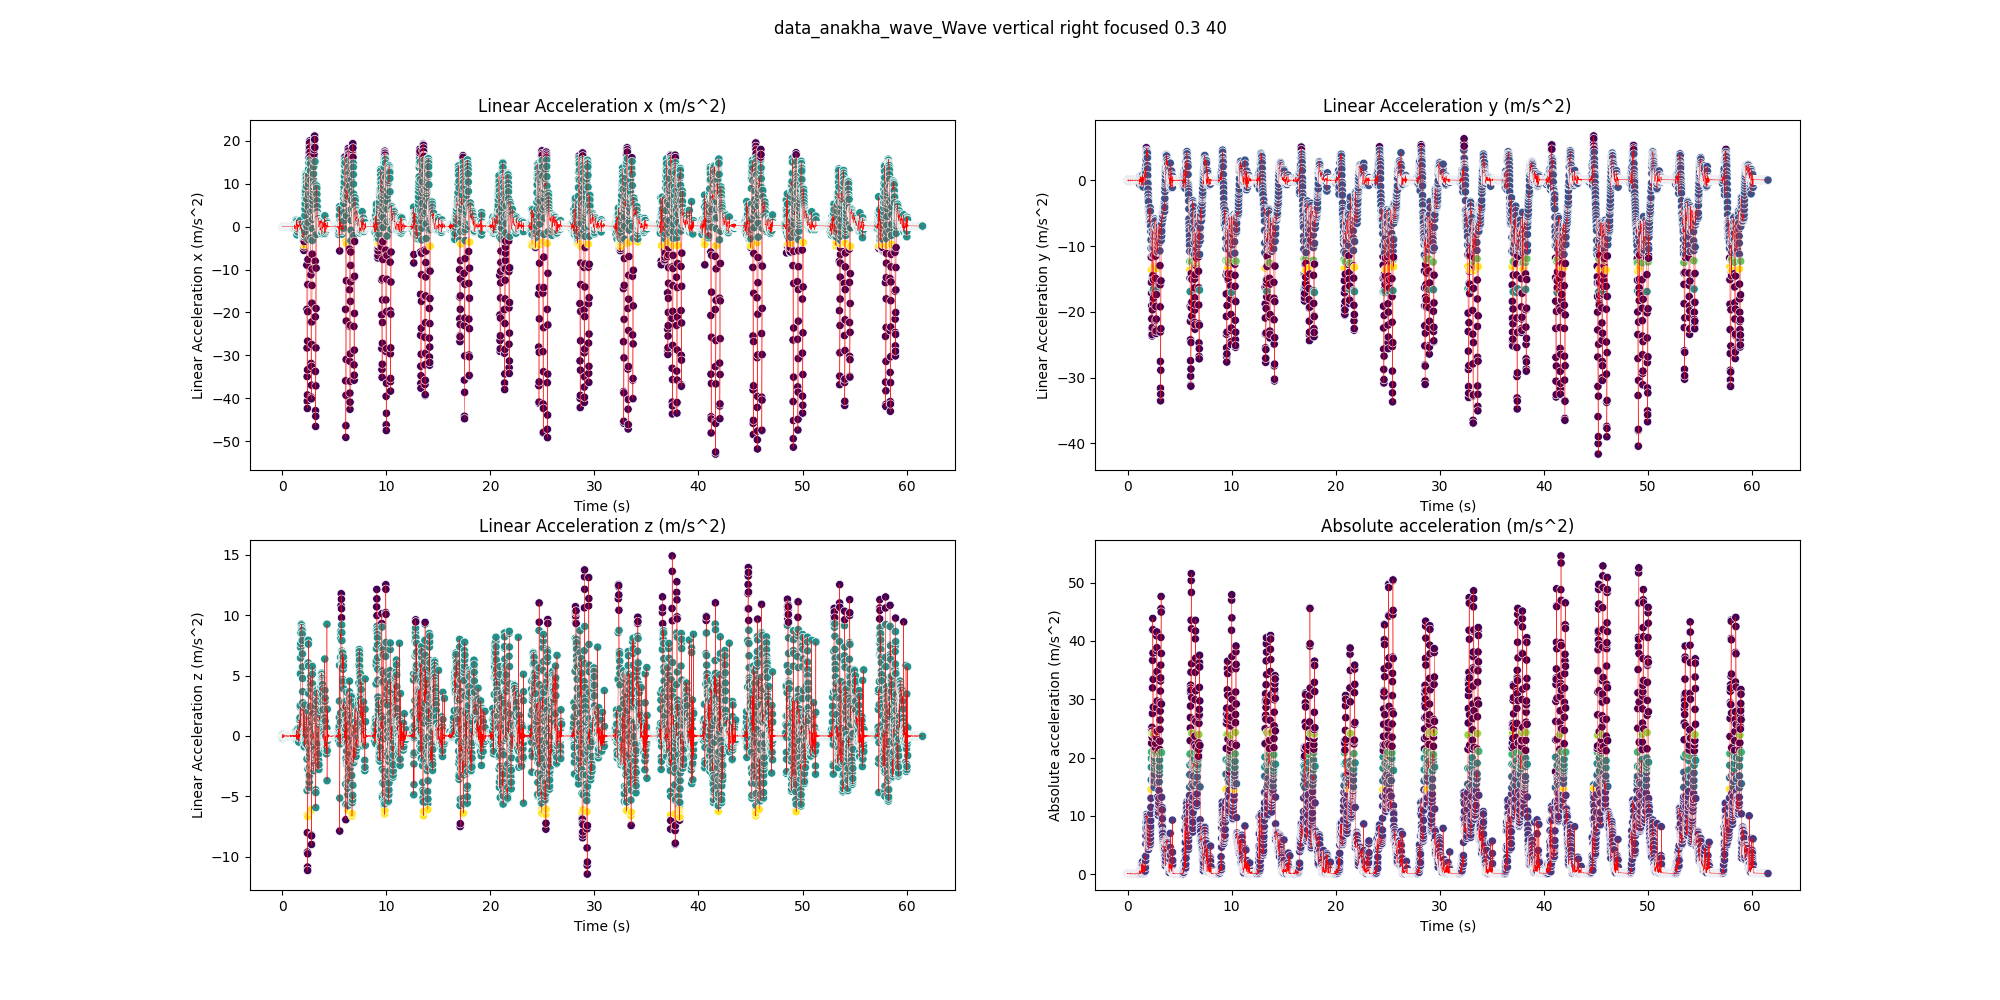 data_anakha_wave_Wave vertical right focused 0.3 40
Linear Acceleration x (m/s^2)
Linear Acceleration x (m/s^2)
20
10
0
−10
−20
−30
−40
−50
0 10 20 30 40 50 60
Time (s)
Linear Acceleration y (m/s^2)
Linear Acceleration y (m/s^2)
0
−10
−20
−30
−40
0 10 20 30 40 50 60
Time (s)
Linear Acceleration z (m/s^2)
Linear Acceleration z (m/s^2)
15
10
5
0
−5
−10
0 10 20 30 40 50 60
Time (s)
Absolute acceleration (m/s^2)
Absolute acceleration (m/s^2)
50
40
30
20
10
0
0 10 20 30 40 50 60
Time (s)